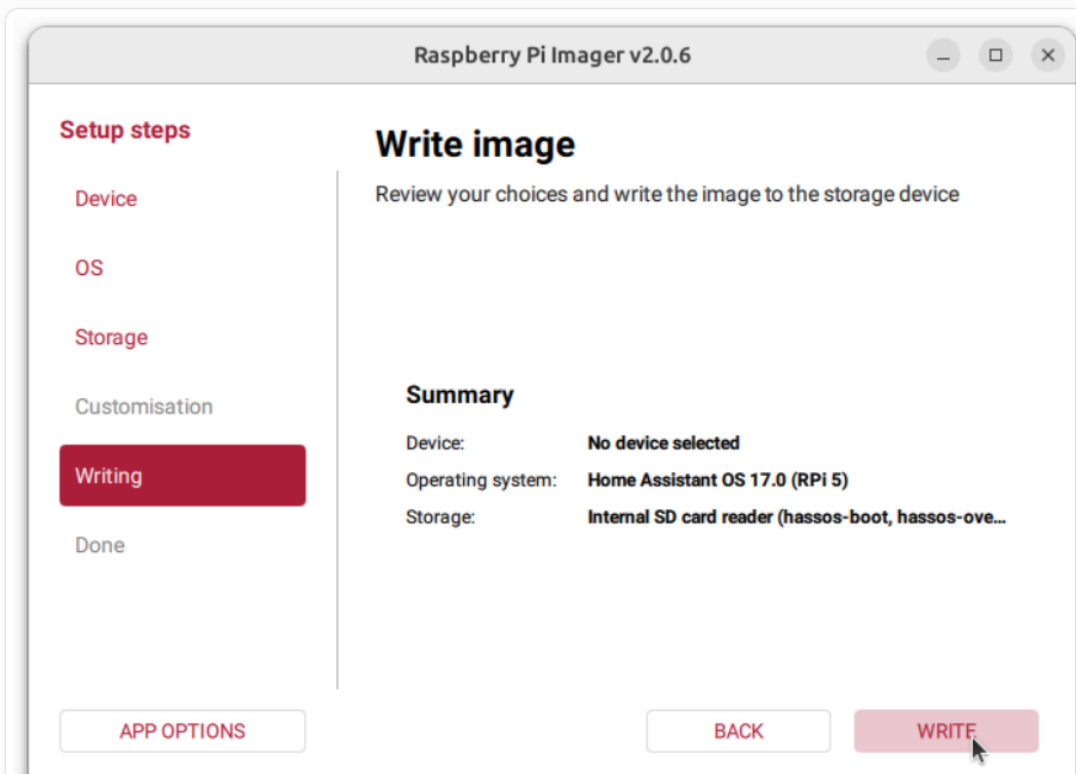 Raspberry Pi Imager v2.0.6
Setup steps
Device
OS
Storage
Customisation
Writing
Done
APP OPTIONS
Write image
Review your choices and write the image to the storage device
Summary
Device: No device selected
Operating system: Home Assistant OS 17.0 (RPi 5)
Storage: Internal SD card reader (hassos-boot, hassos-ove...
BACK
WRITE